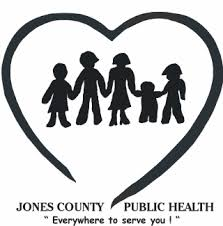 JONES COUNTY PUBLIC HEALTH
" Everywhere to serve you ! "